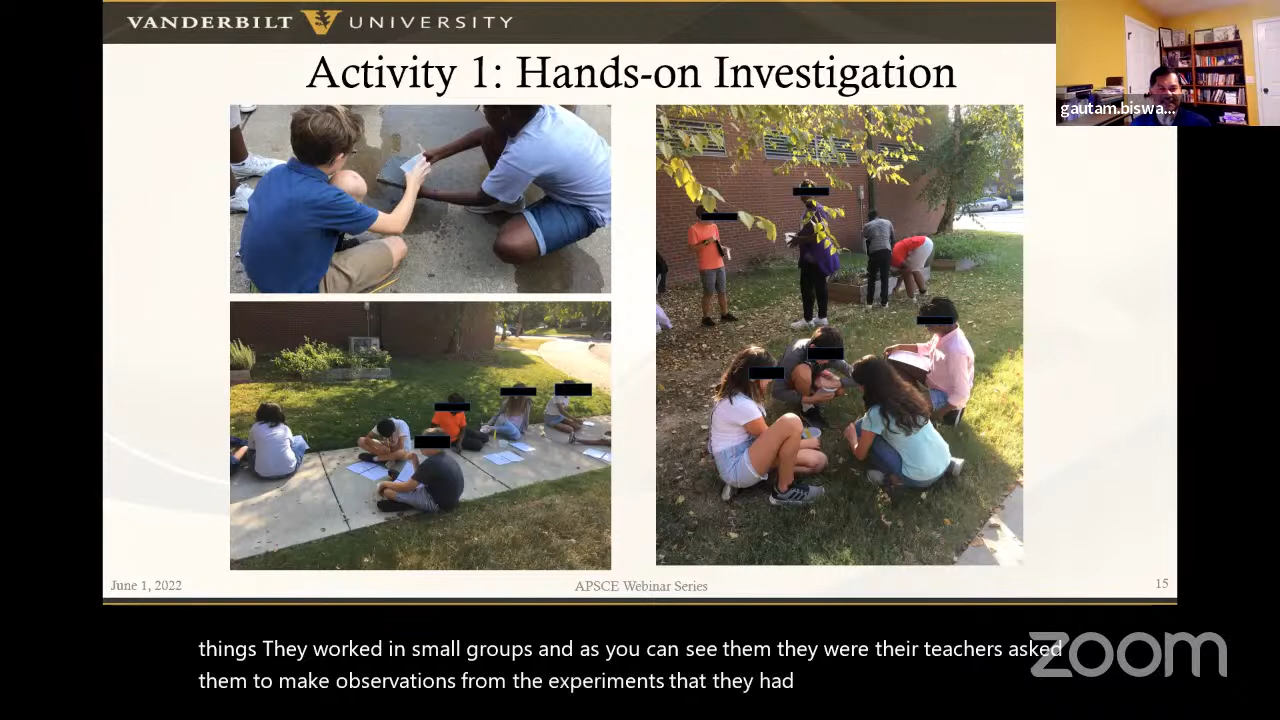 VANDERBILT UNIVERSITY
Activity 1: Hands-on Investigation
gautam.biswa...
June 1, 2022
APSCE Webinar Series
15
things They worked in small groups and as you can see them they were their teachers asked
them to make observations from the experiments that they had
zoom